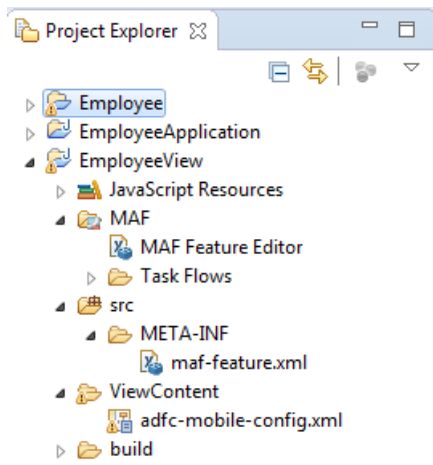 Project Explorer
Employee
EmployeeApplication
EmployeeView
JavaScript Resources
MAF
MAF Feature Editor
Task Flows
src
META-INF
maf-feature.xml
ViewContent
adfc-mobile-config.xml
build